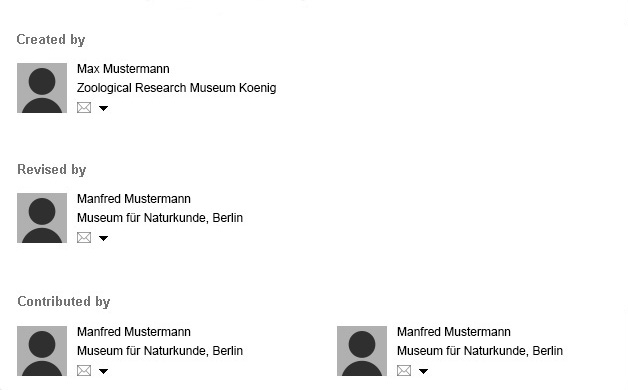 Created by
Max Mustermann
Zoological Research Museum Koenig
Revised by
Manfred Mustermann
Museum für Naturkunde, Berlin
Contributed by
Manfred Mustermann
Museum für Naturkunde, Berlin
Manfred Mustermann
Museum für Naturkunde, Berlin